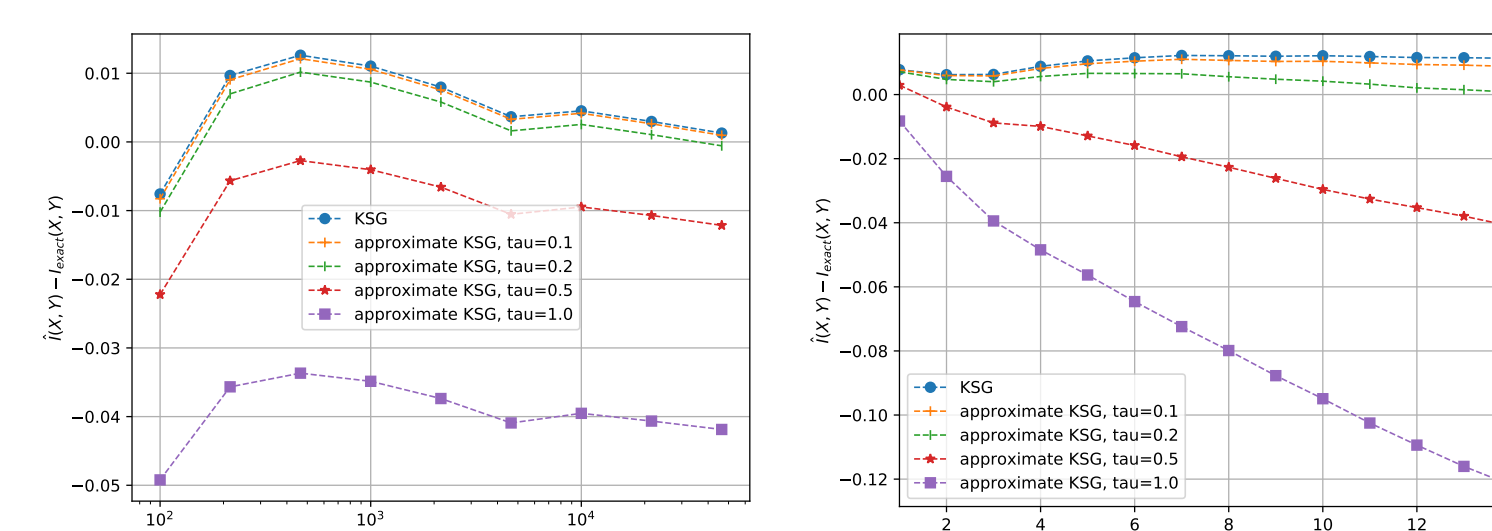 0.01
0.00
−0.01
−0.02
−0.03
−0.04
−0.05
Î(X, Y) − I_exact(X, Y)
KSG
approximate KSG, tau=0.1
approximate KSG, tau=0.2
approximate KSG, tau=0.5
approximate KSG, tau=1.0
10² 10³ 10⁴
0.00
−0.02
−0.04
−0.06
−0.08
−0.10
−0.12
Î(X, Y) − I_exact(X, Y)
KSG
approximate KSG, tau=0.1
approximate KSG, tau=0.2
approximate KSG, tau=0.5
approximate KSG, tau=1.0
2 4 6 8 10 12